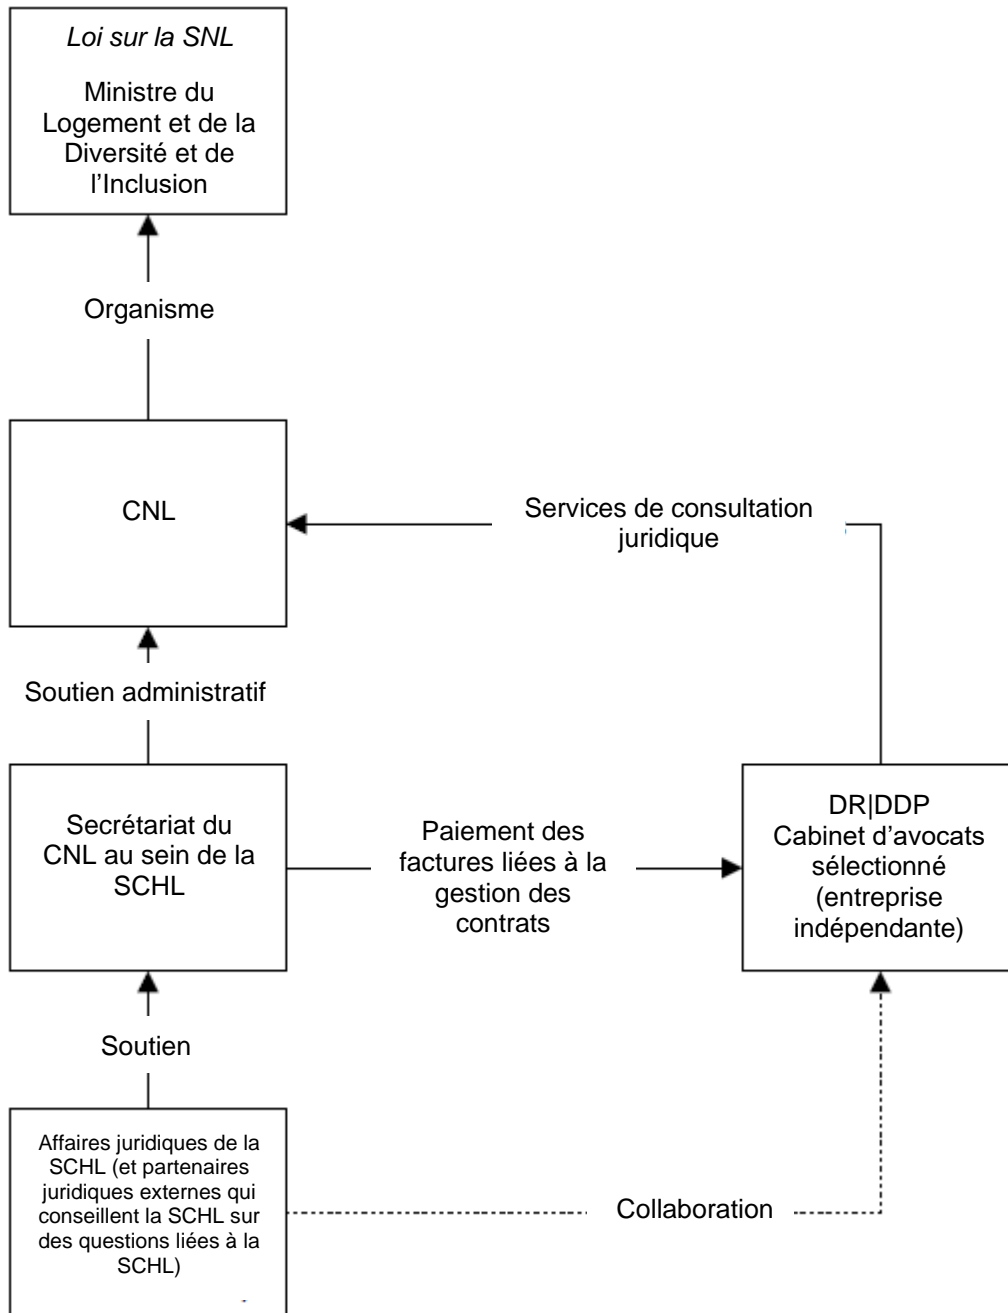 Loi sur la SNL
Ministre du
Logement et de la
Diversité et de
l'Inclusion
Organisme
CNL
Services de consultation
juridique
Soutien administratif
Secrétariat du
CNL au sein de la
SCHL
Paiement des
factures liées à la
gestion des
contrats
DR|DDP
Cabinet d'avocats
sélectionné
(entreprise
indépendante)
Soutien
Affaires juridiques de la
SCHL (et partenaires
juridiques externes qui
conseillent la SCHL sur
des questions liées à la
SCHL)
Collaboration